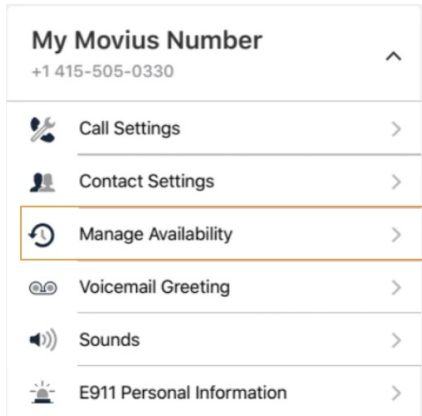 My Movius Number
+1 415-505-0330
Call Settings
Contact Settings
Manage Availability
Voicemail Greeting
Sounds
E911 Personal Information